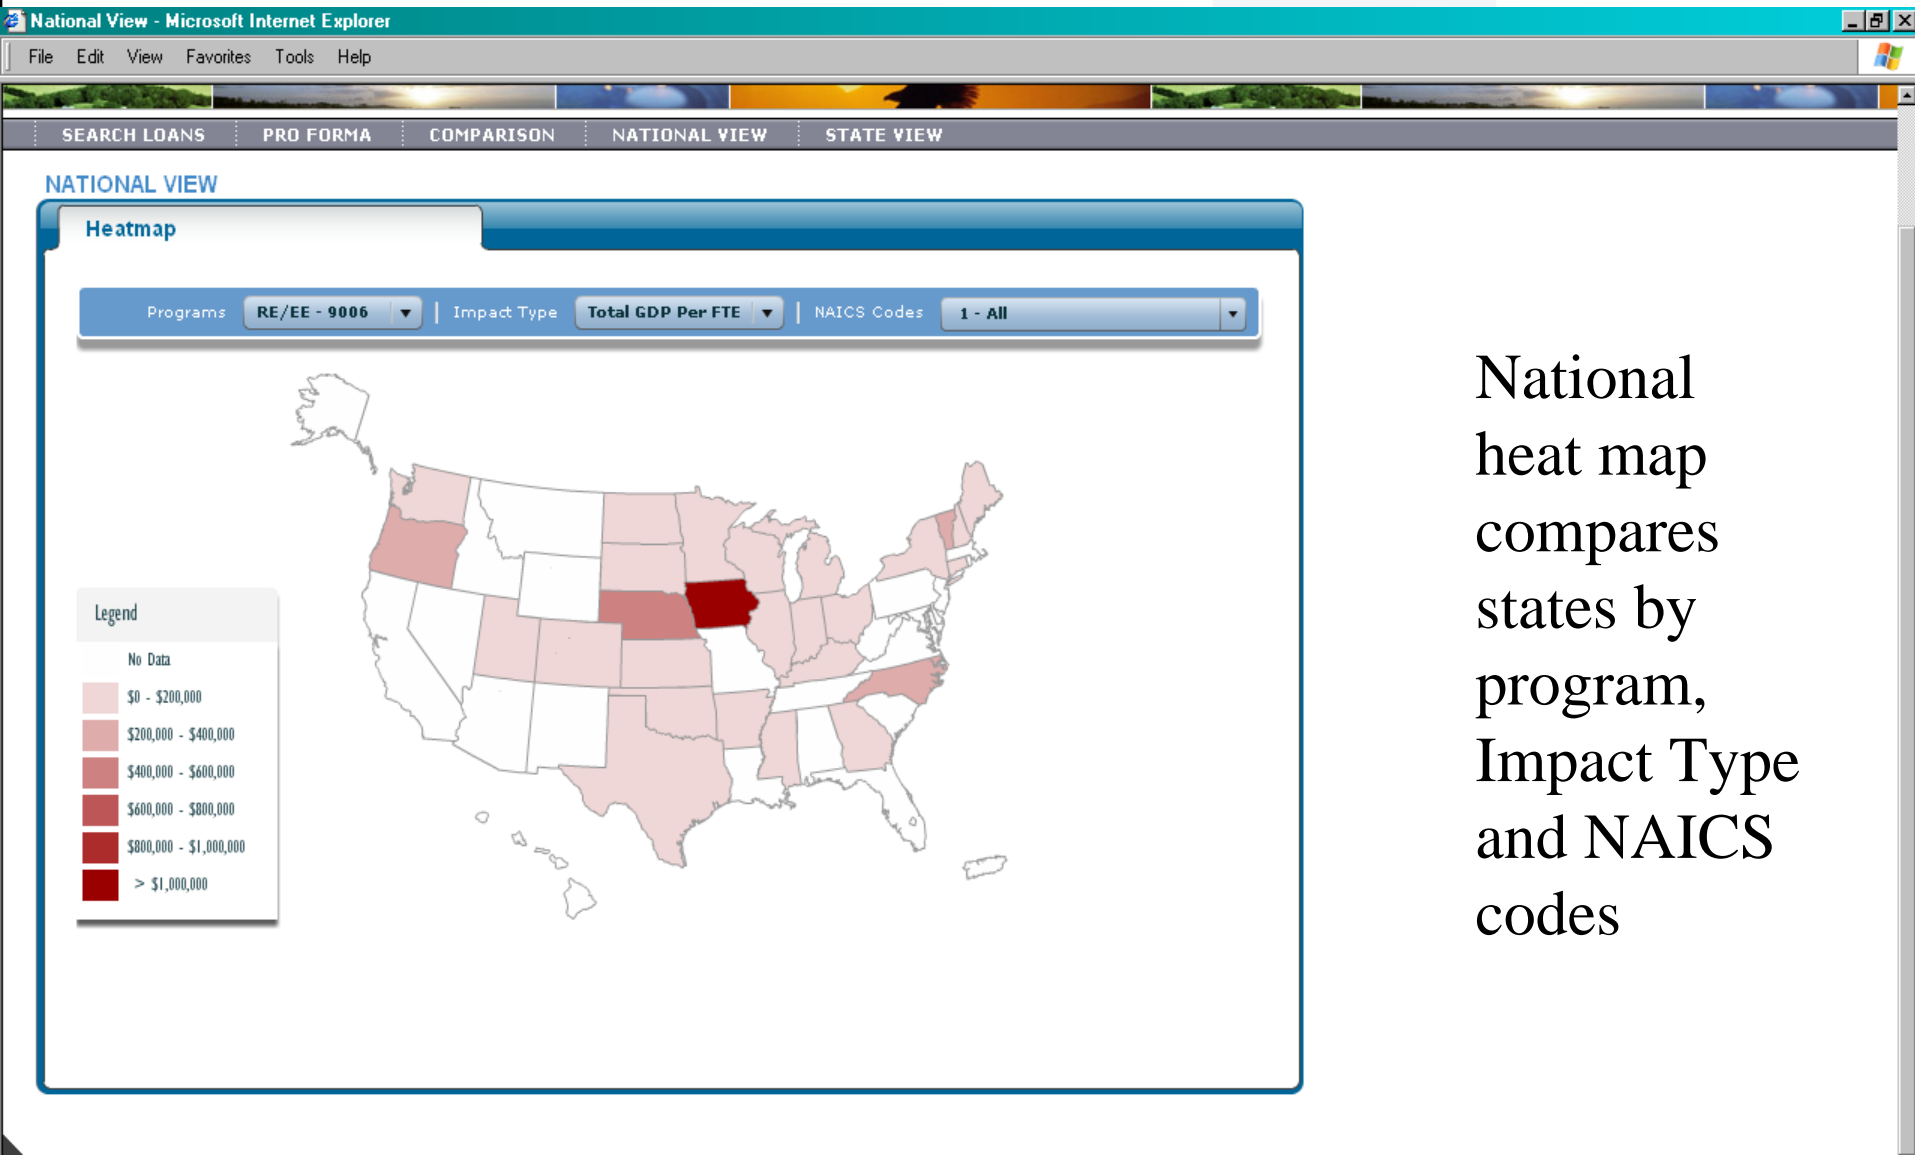 National View - Microsoft Internet Explorer
File Edit View Favorites Tools Help
SEARCH LOANS PRO FORMA COMPARISON NATIONAL VIEW STATE VIEW
NATIONAL VIEW
Heatmap
Programs RE/EE - 9006 Impact Type Total GDP Per FTE NAICS Codes 1 - All
Legend
No Data
$0 - $200,000
$200,000 - $400,000
$400,000 - $600,000
$600,000 - $800,000
$800,000 - $1,000,000
> $1,000,000
National
heat map
compares
states by
program,
Impact Type
and NAICS
codes